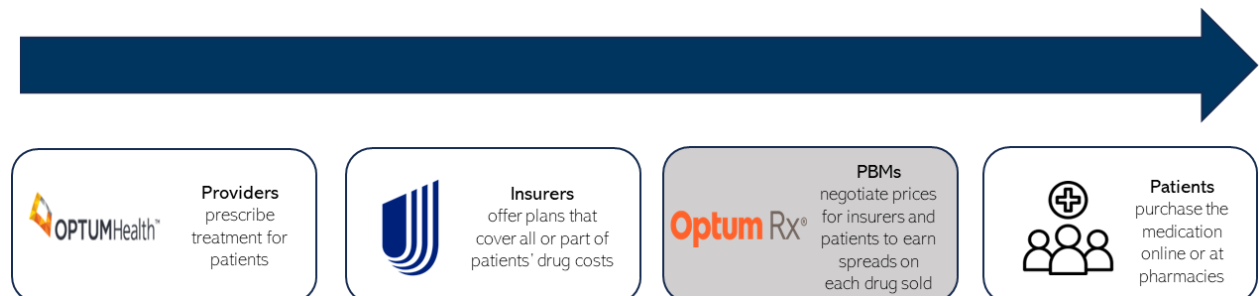 OPTUMHealth™
Providers
prescribe
treatment for
patients
Insurers
offer plans that
cover all or part of
patients' drug costs
Optum Rx®
PBMs
negotiate prices
for insurers and
patients to earn
spreads on
each drug sold
Patients
purchase the
medication
online or at
pharmacies